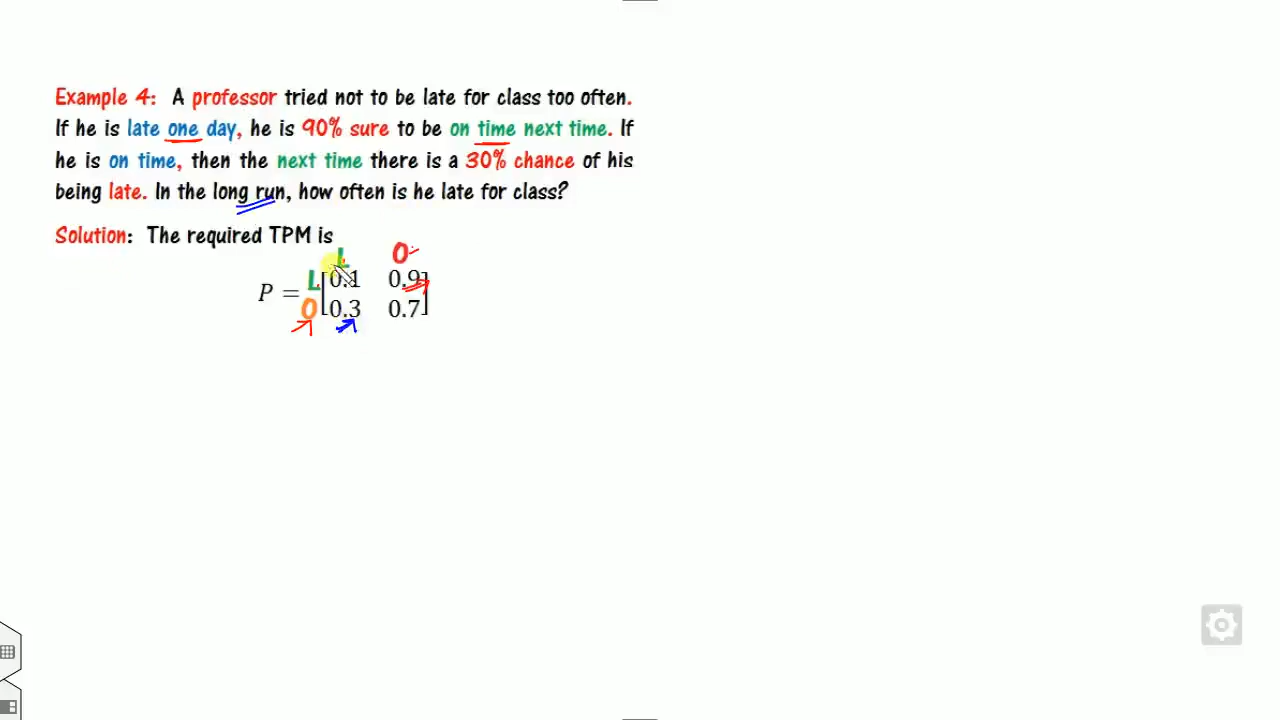 Example 4: A professor tried not to be late for class too often.
If he is late one day, he is 90% sure to be on time next time. If
he is on time, then the next time there is a 30% chance of his
being late. In the long run, how often is he late for class?
Solution: The required TPM is
L O
P = L [0.1 0.9]
O [0.3 0.7]